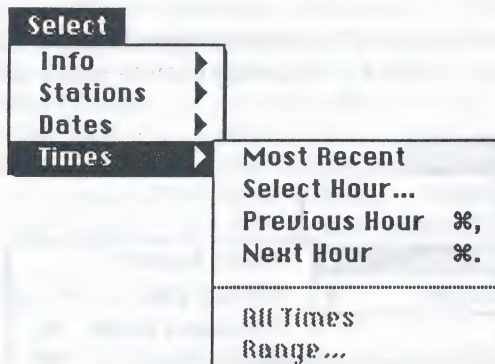 Select
Info
Stations
Dates
Times
Most Recent
Select Hour...
Previous Hour ⌘,
Next Hour ⌘.
All Times
Range...